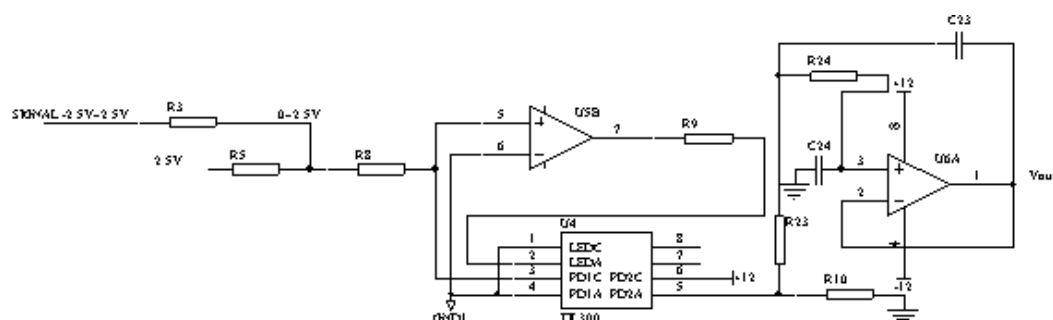 C23
R24
+12
SIGNAL -2.5V-2.5V
R3
0-2.5V
5
U5B
7
R9
8
2.5V
R5
R8
6
C24
3
U6A
1
Vou
2
4
U4
R23
1
LEDC
8
2
LEDA
7
3
PD1C
PD2C
6
+12
4
PD1A
PD2A
5
R10
-12
GND1
TIL300